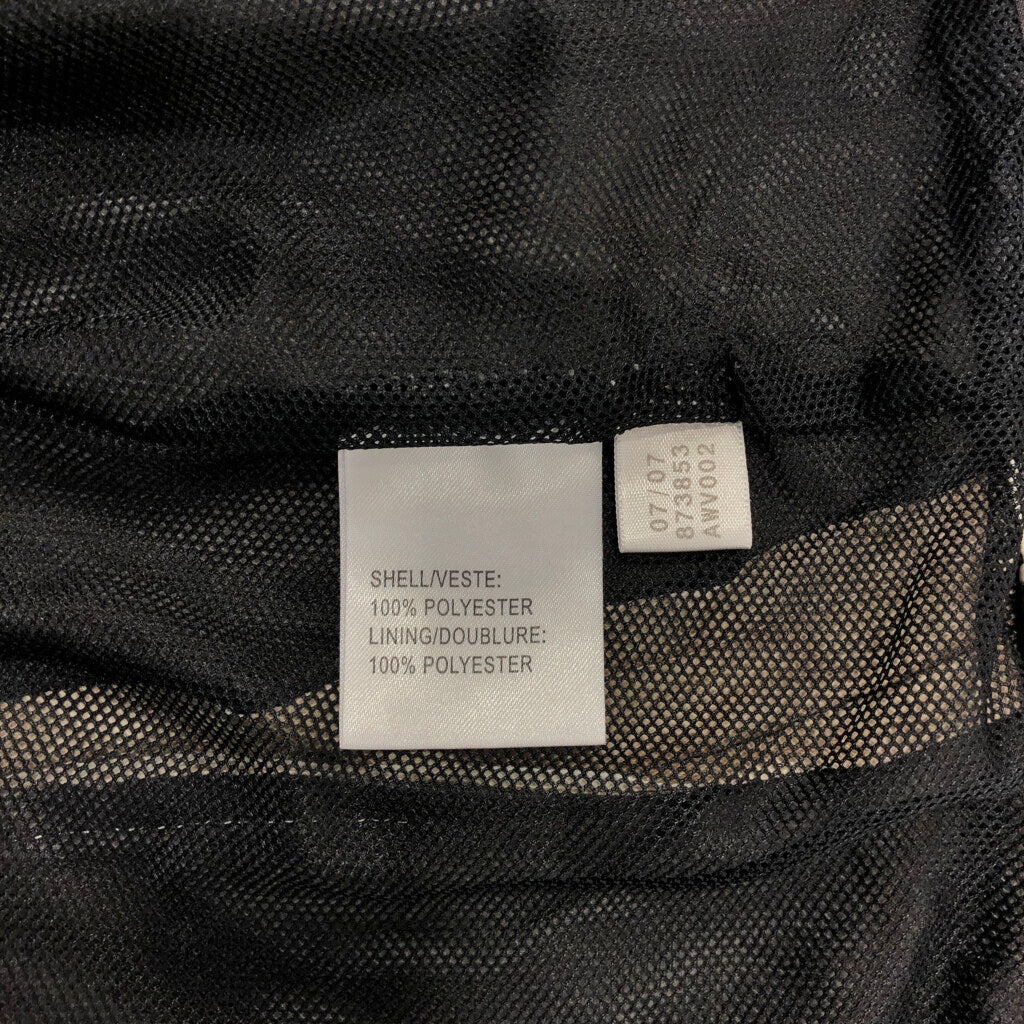 SHELL/VESTE:
100% POLYESTER
LINING/DOUBLURE:
100% POLYESTER
07/07
873853
AWV002